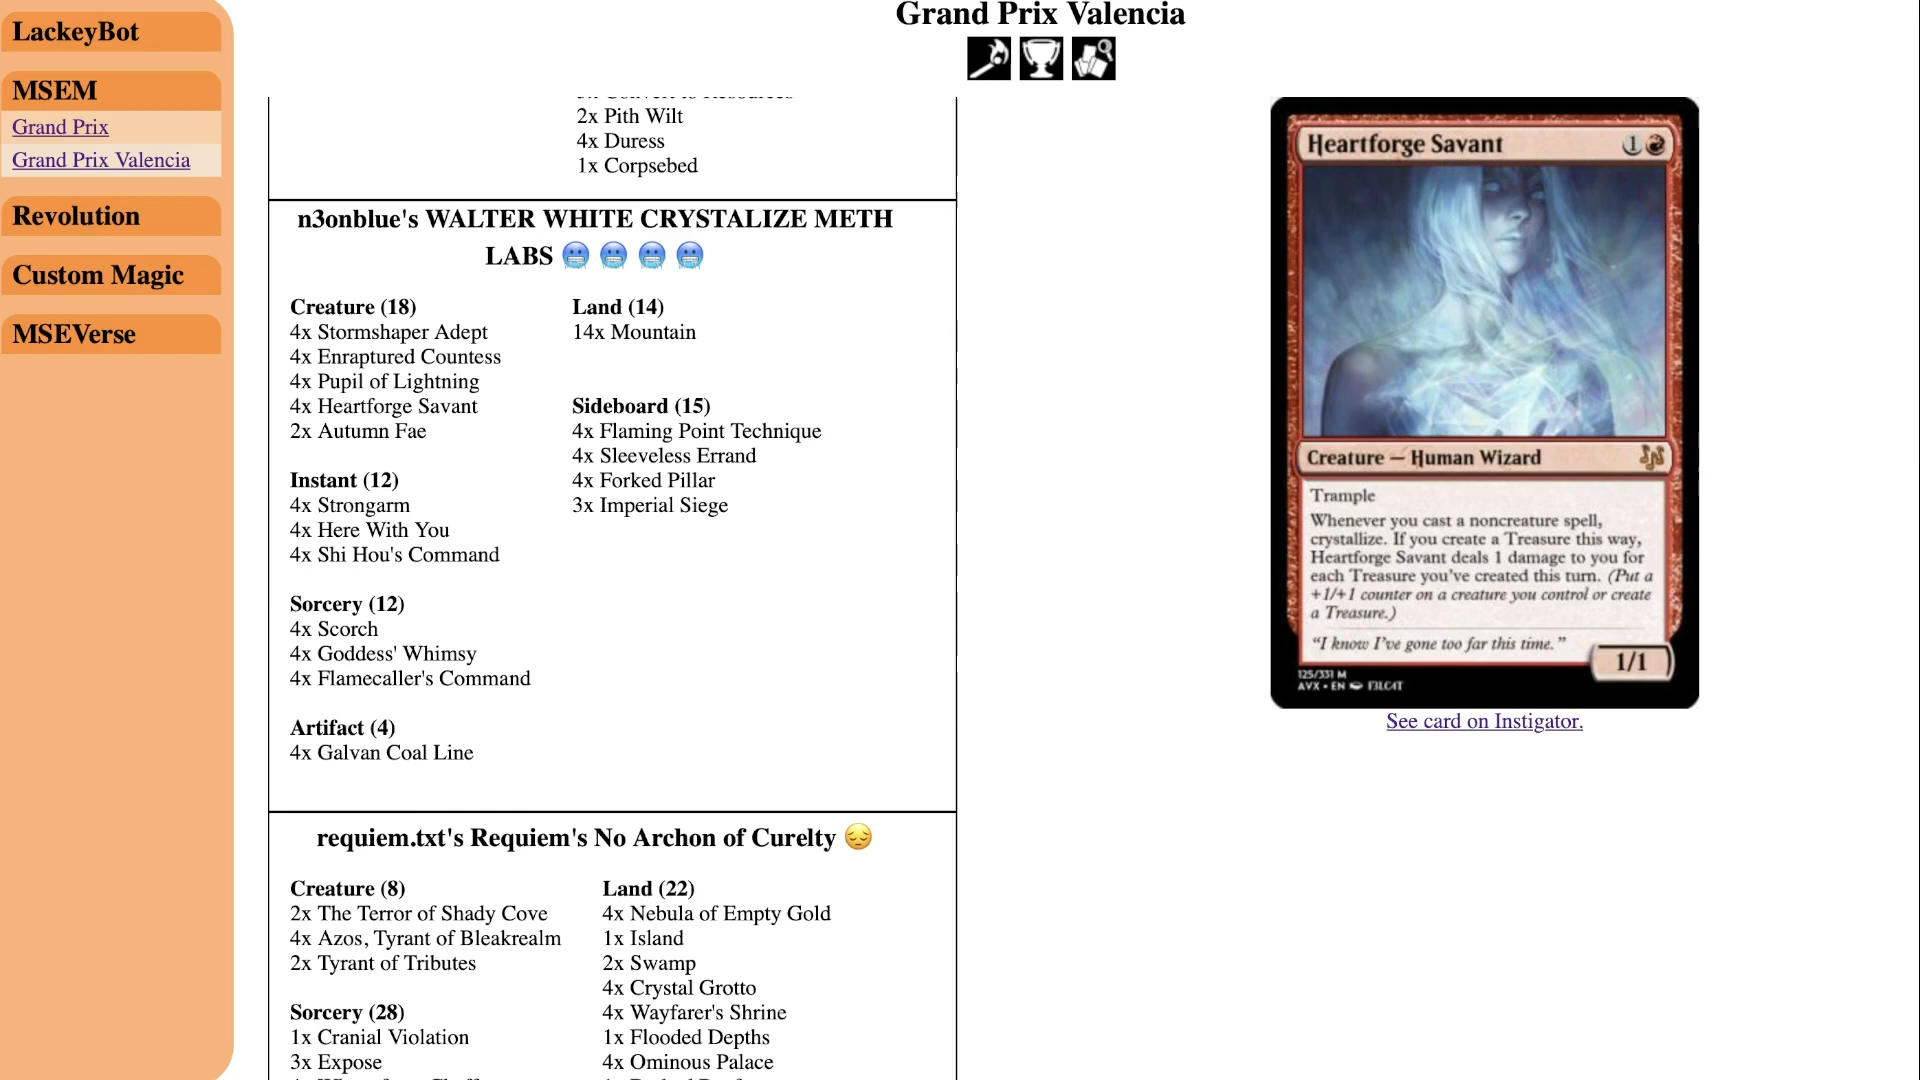 LackeyBot
MSEM
Grand Prix
Grand Prix Valencia
Revolution
Custom Magic
MSEVerse
Grand Prix Valencia
2x Pith Wilt
4x Duress
1x Corpsebed
n3onblue's WALTER WHITE CRYSTALIZE METH
LABS 🥶 🥶 🥶 🥶
Creature (18)
4x Stormshaper Adept
4x Enraptured Countess
4x Pupil of Lightning
4x Heartforge Savant
2x Autumn Fae
Instant (12)
4x Strongarm
4x Here With You
4x Shi Hou's Command
Sorcery (12)
4x Scorch
4x Goddess' Whimsy
4x Flamecaller's Command
Artifact (4)
4x Galvan Coal Line
Land (14)
14x Mountain
Sideboard (15)
4x Flaming Point Technique
4x Sleeveless Errand
4x Forked Pillar
3x Imperial Siege
requiem.txt's Requiem's No Archon of Curelty 😔
Creature (8)
2x The Terror of Shady Cove
4x Azos, Tyrant of Bleakrealm
2x Tyrant of Tributes
Sorcery (28)
1x Cranial Violation
3x Expose
Land (22)
4x Nebula of Empty Gold
1x Island
2x Swamp
4x Crystal Grotto
4x Wayfarer's Shrine
1x Flooded Depths
4x Ominous Palace
Heartforge Savant 1
Creature — Human Wizard
Trample
Whenever you cast a noncreature spell,
crystallize. If you create a Treasure this way,
Heartforge Savant deals 1 damage to you for
each Treasure you've created this turn. (Put a
+1/+1 counter on a creature you control or create
a Treasure.)
"I know I've gone too far this time."
1/1
125/331 M
AVX • EN F3LC4T
See card on Instigator.